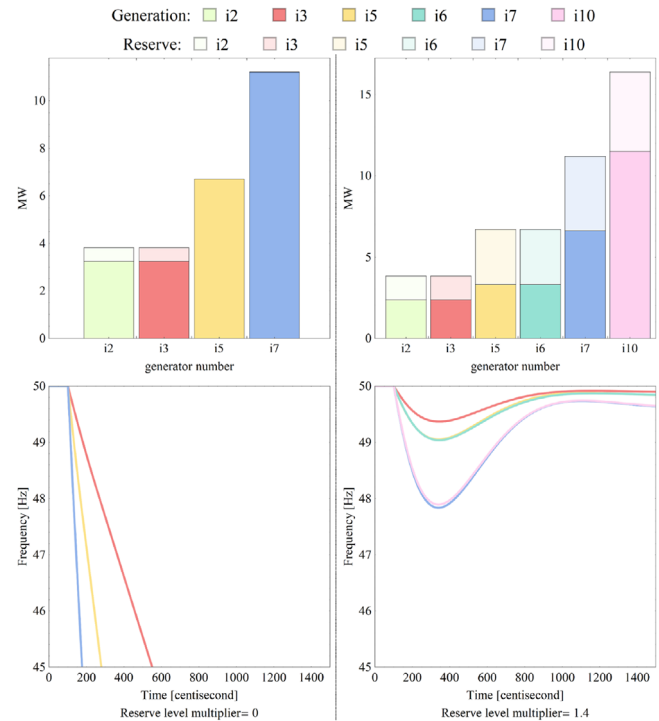 Generation: i2 i3 i5 i6 i7 i10
Reserve: i2 i3 i5 i6 i7 i10
10
8
6
4
2
0
MW
i2 i3 i5 i7
generator number
15
10
5
0
MW
i2 i3 i5 i6 i7 i10
generator number
50
49
48
47
46
45
Frequency [Hz]
0 200 400 600 800 1000 1200
Time [centisecond]
Reserve level multiplier= 0
50
49
48
47
46
45
Frequency [Hz]
0 200 400 600 800 1000 1200 1400
Time [centisecond]
Reserve level multiplier= 1.4